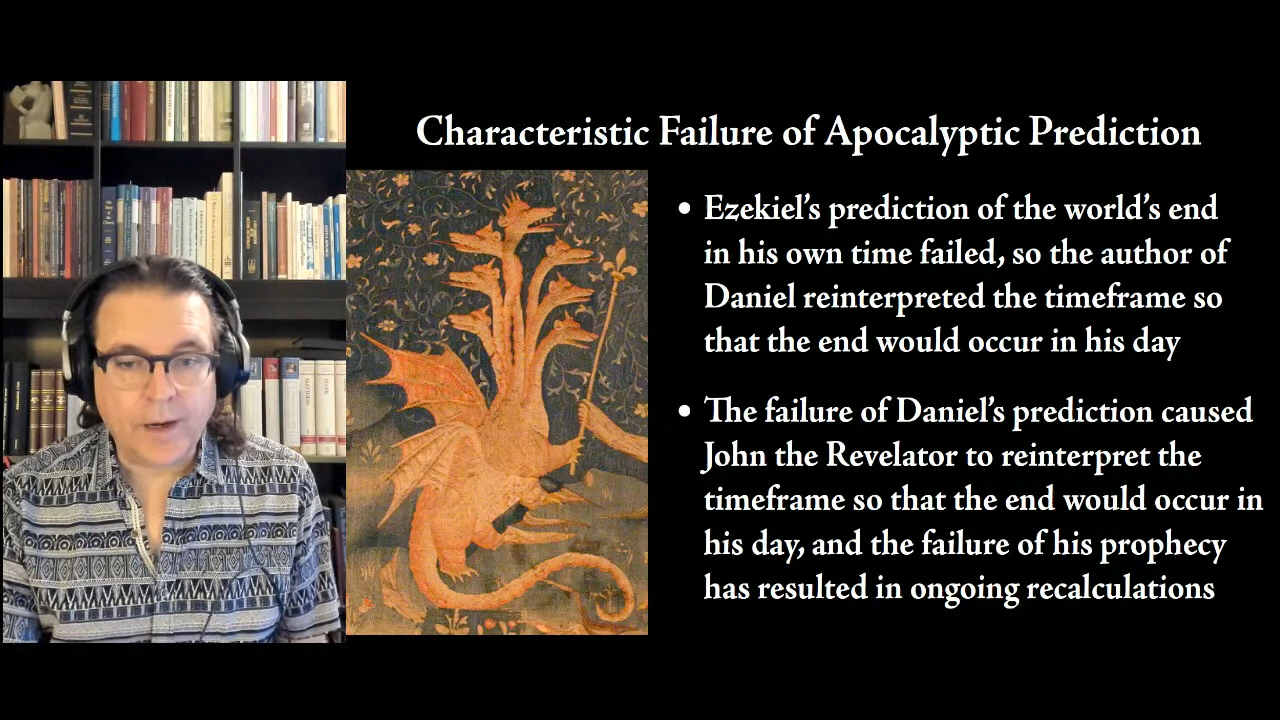 Characteristic Failure of Apocalyptic Prediction
• Ezekiel’s prediction of the world’s end
in his own time failed, so the author of
Daniel reinterpreted the timeframe so
that the end would occur in his day
• The failure of Daniel’s prediction caused
John the Revelator to reinterpret the
timeframe so that the end would occur in
his day, and the failure of his prophecy
has resulted in ongoing recalculations